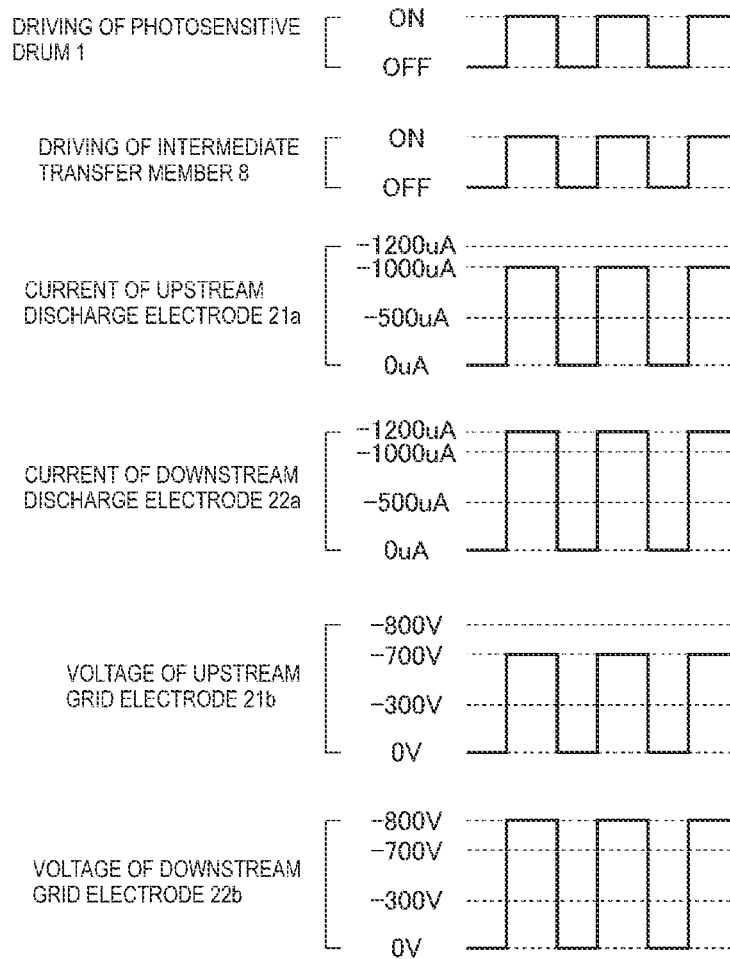 DRIVING OF PHOTOSENSITIVE
DRUM 1
ON
OFF
DRIVING OF INTERMEDIATE
TRANSFER MEMBER 8
ON
OFF
CURRENT OF UPSTREAM
DISCHARGE ELECTRODE 21a
-1200uA
-1000uA
-500uA
0uA
CURRENT OF DOWNSTREAM
DISCHARGE ELECTRODE 22a
-1200uA
-1000uA
-500uA
0uA
VOLTAGE OF UPSTREAM
GRID ELECTRODE 21b
-800V
-700V
-300V
0V
VOLTAGE OF DOWNSTREAM
GRID ELECTRODE 22b
-800V
-700V
-300V
0V